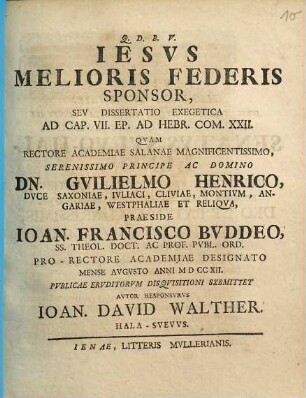 Q. D. B. V.
IESVS
MELIORIS FEDERIS
SPONSOR,
SEV DISSERTATIO EXEGETICA
AD CAP. VII. EP. AD HEBR. COM. XXII.
QVAM
RECTORE ACADEMIAE SALANAE MAGNIFICENTISSIMO,
SERENISSIMO PRINCIPE AC DOMINO
DN. GVILIELMO HENRICO,
DVCE SAXONIAE, IVLIACI, CLIVIAE, MONTIVM, AN-
GARIAE, WESTPHALIAE ET RELIQVA,
PRAESIDE
IOAN. FRANCISCO BVDDEO,
SS. THEOL. DOCT. AC PROF. PVBL. ORD.
PRO-RECTORE ACADEMIAE DESIGNATO
MENSE AVGVSTO ANNI M D CC XII.
PVBLICAE ERVDITORVM DISQVISITIONI SVBMITTET
AVTOR RESPONSVRVS
IOAN. DAVID WALTHER.
HALA-SVEVVS.
IENAE, LITTERIS MVLLERIANIS.